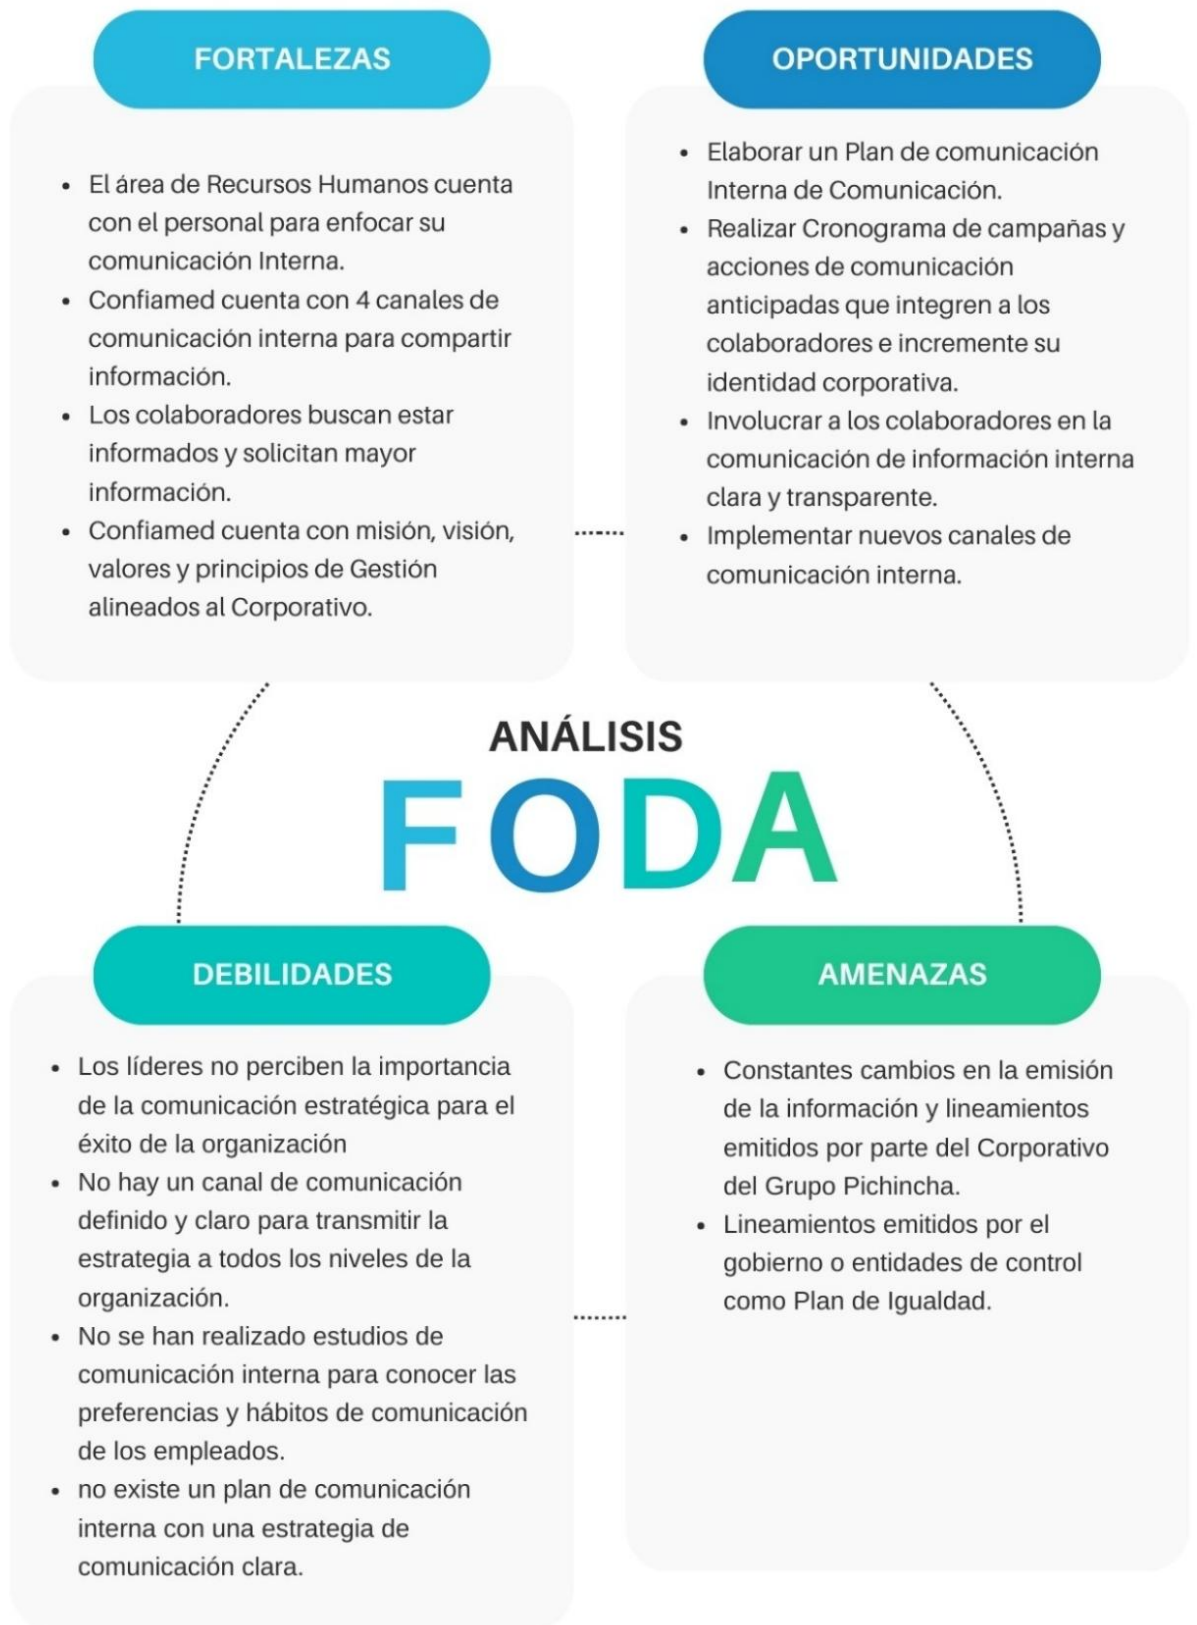 FORTALEZAS
El área de Recursos Humanos cuenta
con el personal para enfocar su
comunicación Interna.
Confiamed cuenta con 4 canales de
comunicación interna para compartir
información.
Los colaboradores buscan estar
informados y solicitan mayor
información.
Confiamed cuenta con misión, visión,
valores y principios de Gestión
alineados al Corporativo.
OPORTUNIDADES
Elaborar un Plan de comunicación
Interna de Comunicación.
Realizar Cronograma de campañas y
acciones de comunicación
anticipadas que integren a los
colaboradores e incremente su
identidad corporativa.
Involucrar a los colaboradores en la
comunicación de información interna
clara y transparente.
Implementar nuevos canales de
comunicación interna.
ANÁLISIS
FODA
DEBILIDADES
Los líderes no perciben la importancia
de la comunicación estratégica para el
éxito de la organización
No hay un canal de comunicación
definido y claro para transmitir la
estrategia a todos los niveles de la
organización.
No se han realizado estudios de
comunicación interna para conocer las
preferencias y hábitos de comunicación
de los empleados.
no existe un plan de comunicación
interna con una estrategia de
comunicación clara.
AMENAZAS
Constantes cambios en la emisión
de la información y lineamientos
emitidos por parte del Corporativo
del Grupo Pichincha.
Lineamientos emitidos por el
gobierno o entidades de control
como Plan de Igualdad.